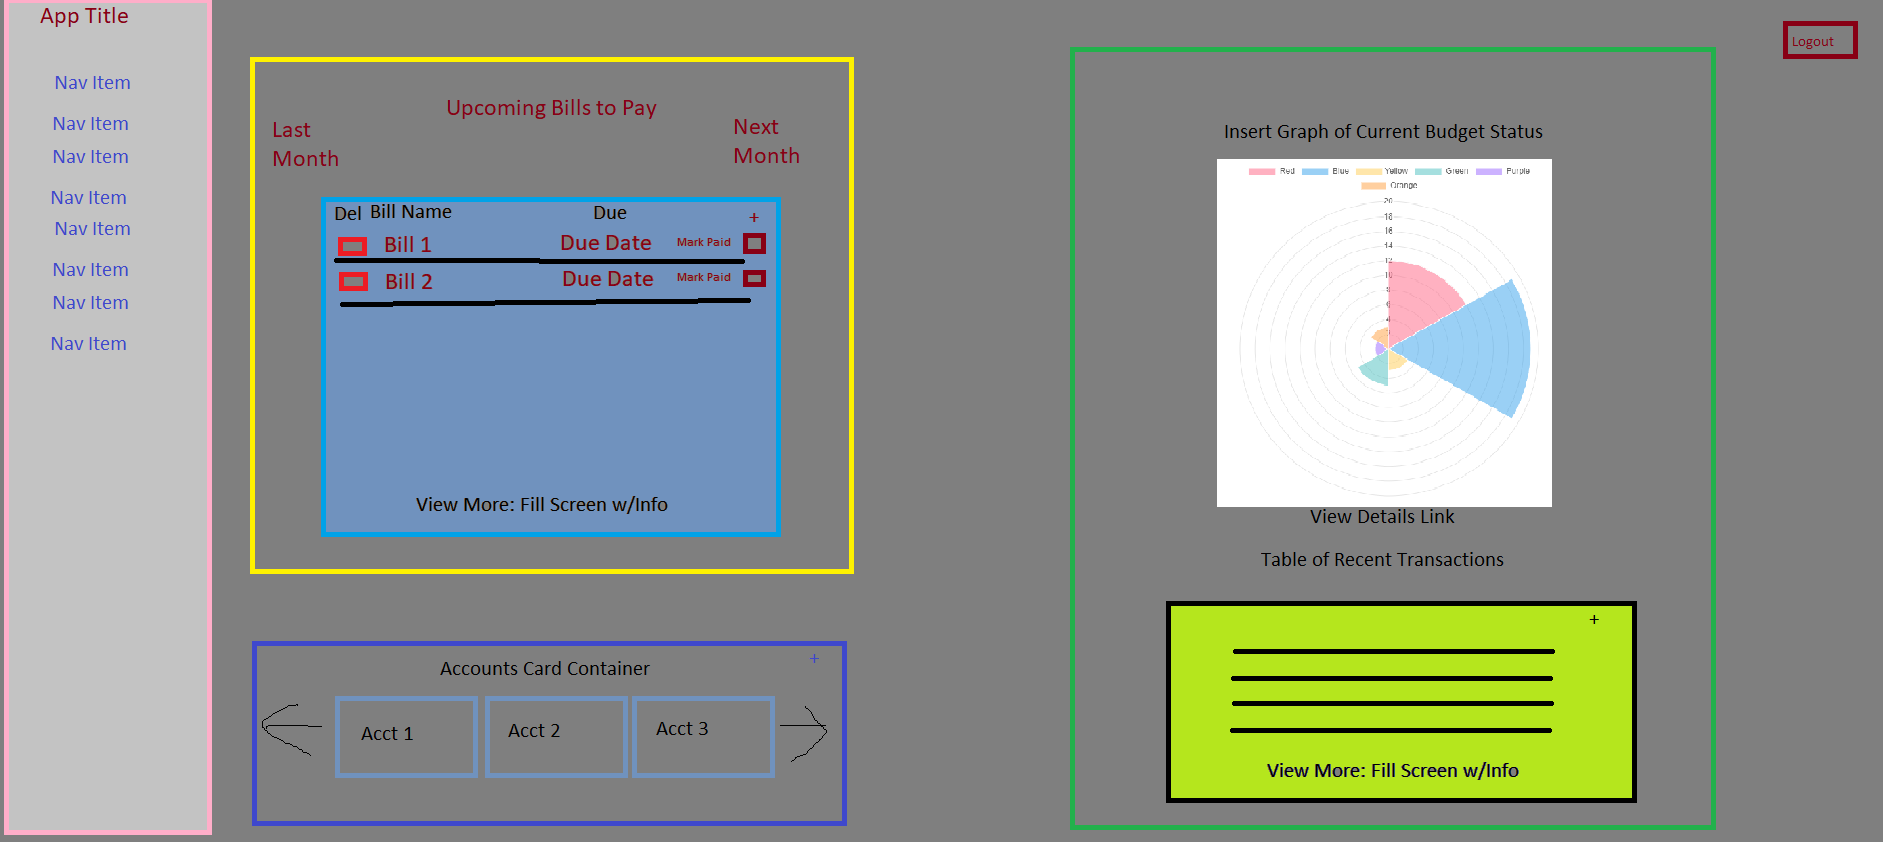 App Title
Nav Item
Nav Item
Nav Item
Nav Item
Nav Item
Nav Item
Nav Item
Nav Item
Logout
Upcoming Bills to Pay
Last
Month
Next
Month
Del Bill Name Due +
Bill 1 Due Date Mark Paid
Bill 2 Due Date Mark Paid
View More: Fill Screen w/Info
Accounts Card Container +
Acct 1 Acct 2 Acct 3
Insert Graph of Current Budget Status
Red Blue Yellow Green Purple
Orange
20
18
16
14
12
10
8
6
4
View Details Link
Table of Recent Transactions
+
View More: Fill Screen w/Info